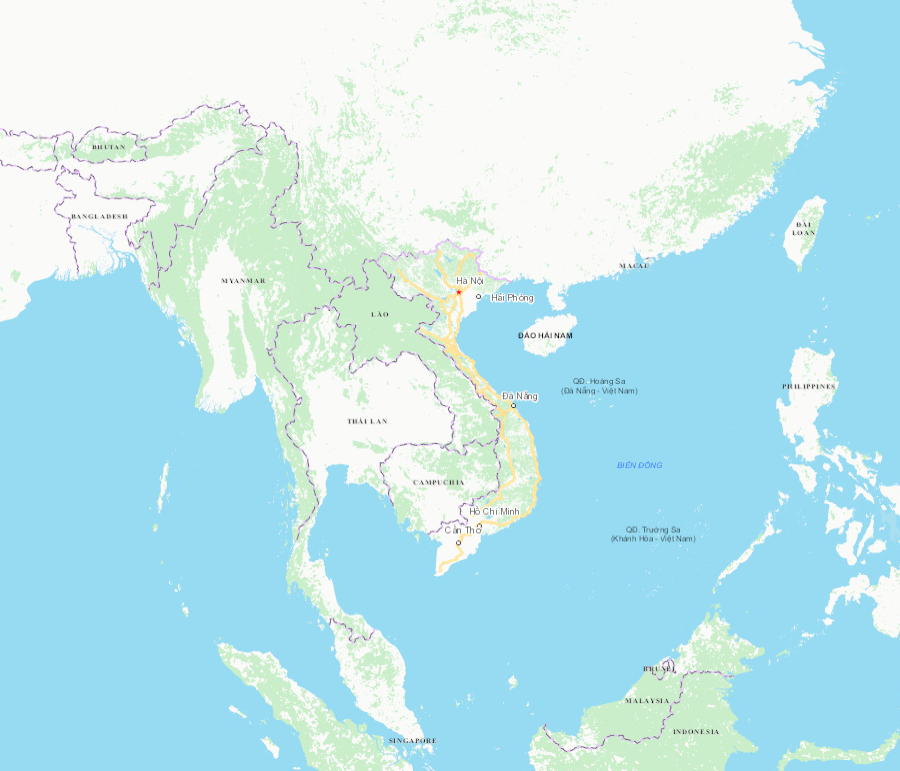 BHUTAN
BANGLADESH
ĐÀI
LOAN
MACAU
MYANMAR
Hà Nội
Hải Phòng
LÀO
ĐẢO HẢI NAM
QĐ. Hoàng Sa
(Đà Nẵng - Việt Nam)
PHILIPPINES
Đà Nẵng
THÁI LAN
BIỂN ĐÔNG
CAMPUCHIA
Hồ Chí Minh
Cần Thơ
QĐ. Trường Sa
(Khánh Hòa - Việt Nam)
BRUNEI
MALAYSIA
INDONESIA
SINGAPORE